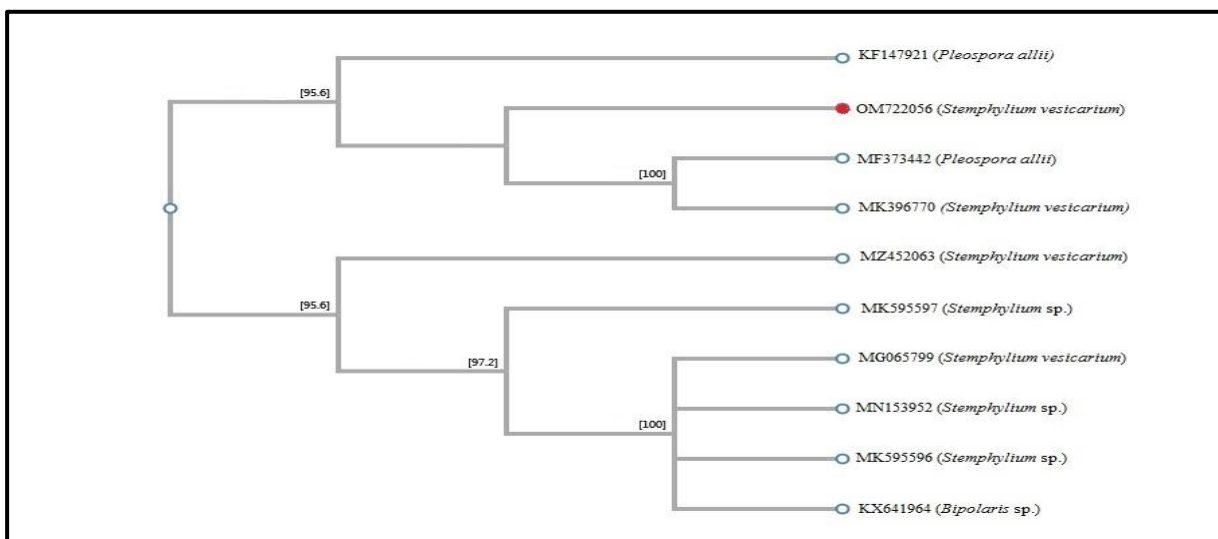 KF147921 (Pleospora allii)
[95.6]
OM722056 (Stemphylium vesicarium)
MF373442 (Pleospora allii)
[100]
MK396770 (Stemphylium vesicarium)
MZ452063 (Stemphylium vesicarium)
[95.6]
MK595597 (Stemphylium sp.)
[97.2]
MG065799 (Stemphylium vesicarium)
MN153952 (Stemphylium sp.)
[100]
MK595596 (Stemphylium sp.)
KX641964 (Bipolaris sp.)